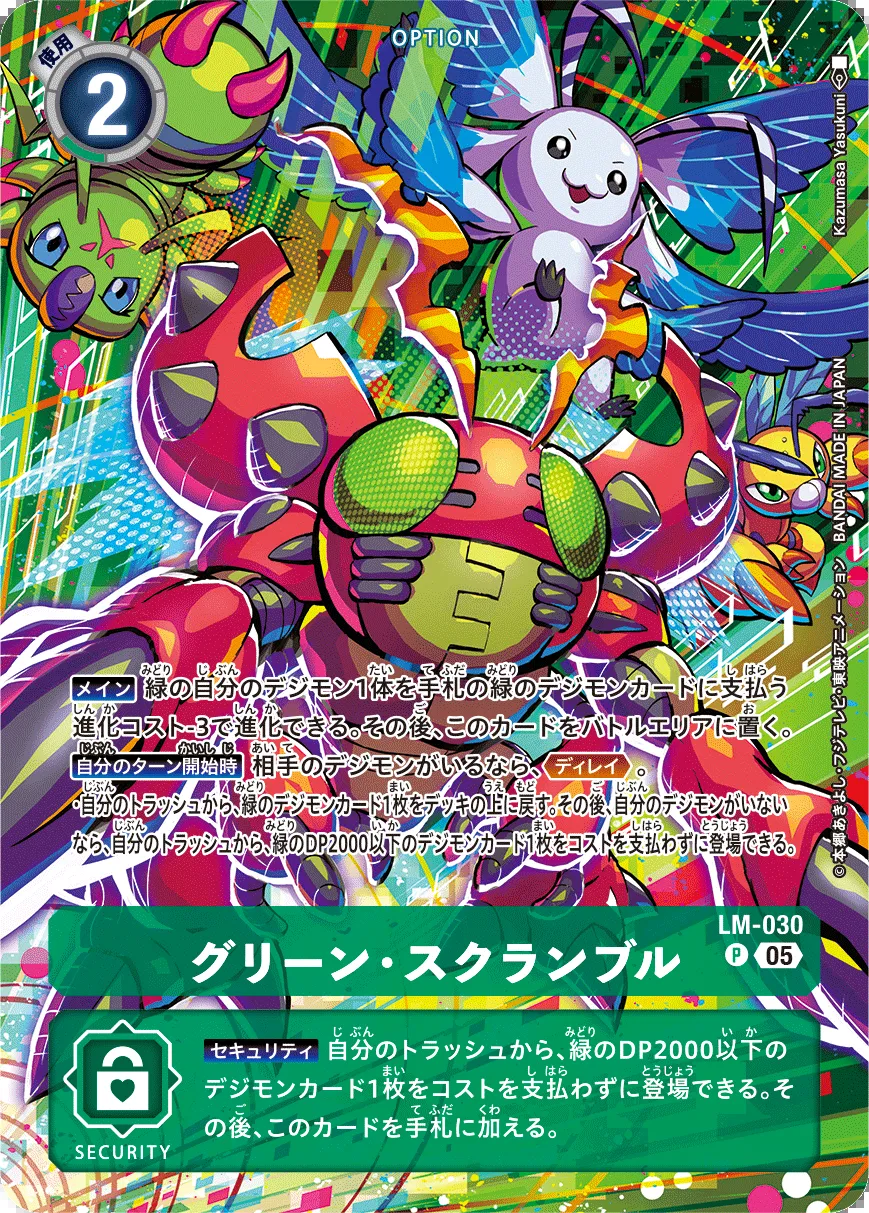 OPTION
使用
2
Kazumasa Yasukuni
©本郷あきよし・フジテレビ・東映アニメーション BANDAI MADE IN JAPAN
メイン 緑の自分のデジモン1体を手札の緑のデジモンカードに支払う
進化コスト-3で進化できる。その後、このカードをバトルエリアに置く。
自分のターン開始時 相手のデジモンがいるなら、ディレイ。
・自分のトラッシュから、緑のデジモンカード1枚をデッキの上に戻す。その後、自分のデジモンがいない
なら、自分のトラッシュから、緑のDP2000以下のデジモンカード1枚をコストを支払わずに登場できる。
LM-030
P 05
グリーン・スクランブル
セキュリティ 自分のトラッシュから、緑のDP2000以下の
デジモンカード1枚をコストを支払わずに登場できる。そ
の後、このカードを手札に加える。
SECURITY